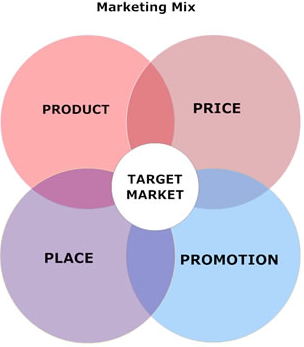 Marketing Mix
PRODUCT
PRICE
TARGET
MARKET
PLACE
PROMOTION